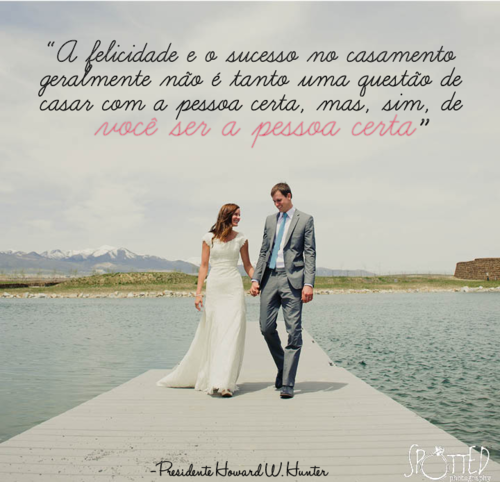 "A felicidade e o sucesso no casamento
geralmente não é tanto uma questão de
casar com a pessoa certa, mas, sim, de
você ser a pessoa certa"
-Presidente Howard W. Hunter
SPOTTED